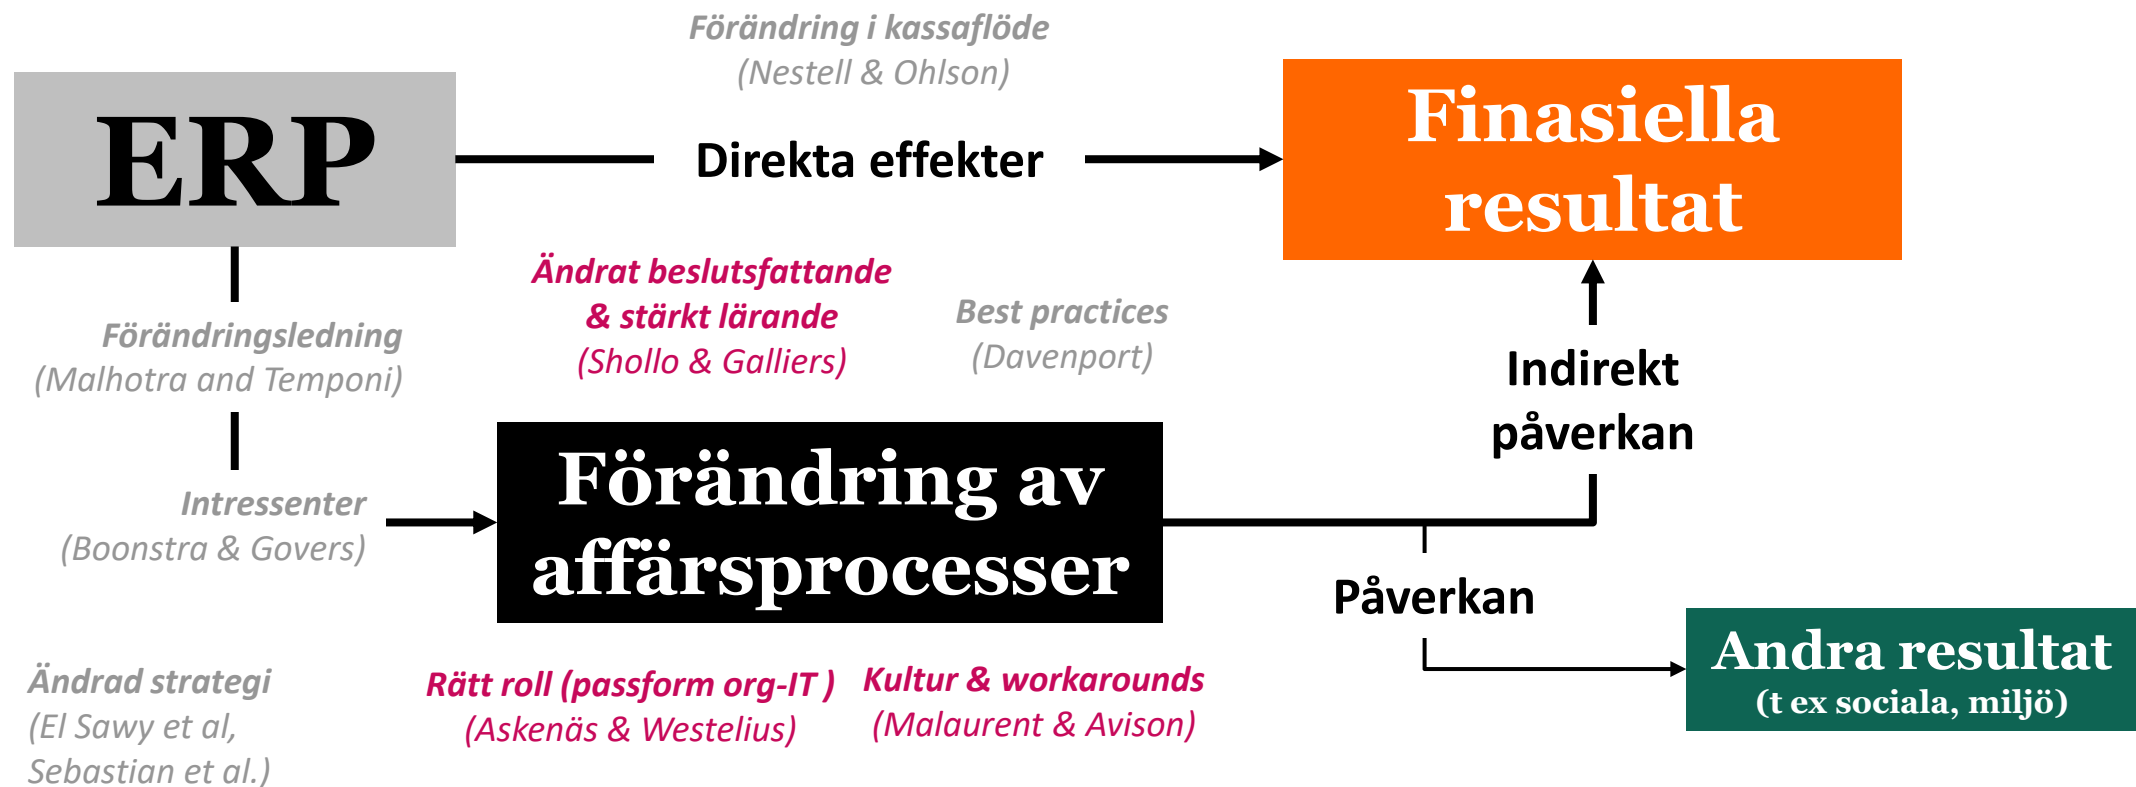 Förändring i kassaflöde
(Nestell & Ohlson)
ERP
Direkta effekter
Finasiella
resultat
Ändrat beslutsfattande
& stärkt lärande
(Shollo & Galliers)
Best practices
(Davenport)
Förändringsledning
(Malhotra and Temponi)
Indirekt
påverkan
Intressenter
(Boonstra & Govers)
Förändring av
affärsprocesser
Påverkan
Andra resultat
(t ex sociala, miljö)
Ändrad strategi
(El Sawy et al,
Sebastian et al.)
Rätt roll (passform org-IT )
(Askenäs & Westelius)
Kultur & workarounds
(Malaurent & Avison)